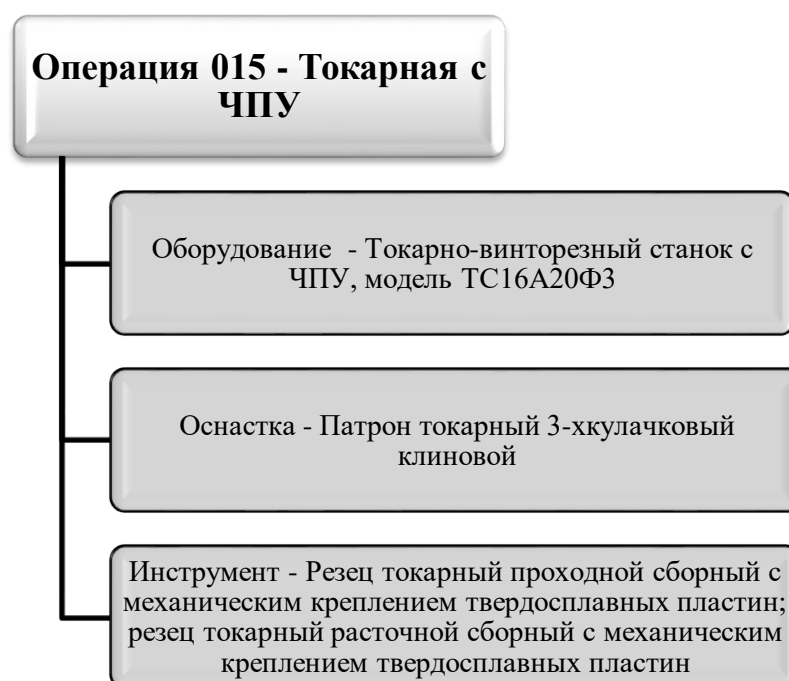 Операция 015 - Токарная с
ЧПУ
Оборудование - Токарно-винторезный станок с
ЧПУ, модель ТС16А20Ф3
Оснастка - Патрон токарный 3-хкулачковый
клиновой
Инструмент - Резец токарный проходной сборный с
механическим креплением твердосплавных пластин;
резец токарный расточной сборный с механическим
креплением твердосплавных пластин